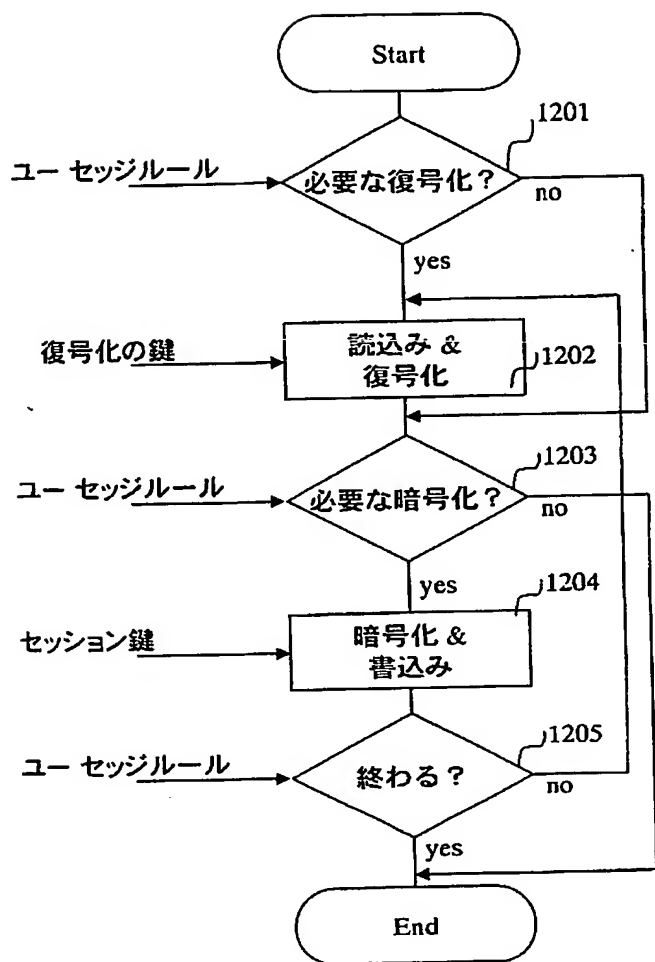 Start
1201
ユー セッジルール
必要な復号化？
no
yes
復号化の鍵
読込み &
復号化
1202
1203
ユー セッジルール
必要な暗号化？
no
yes
1204
セッション鍵
暗号化 &
書込み
1205
ユー セッジルール
終わる？
no
yes
End